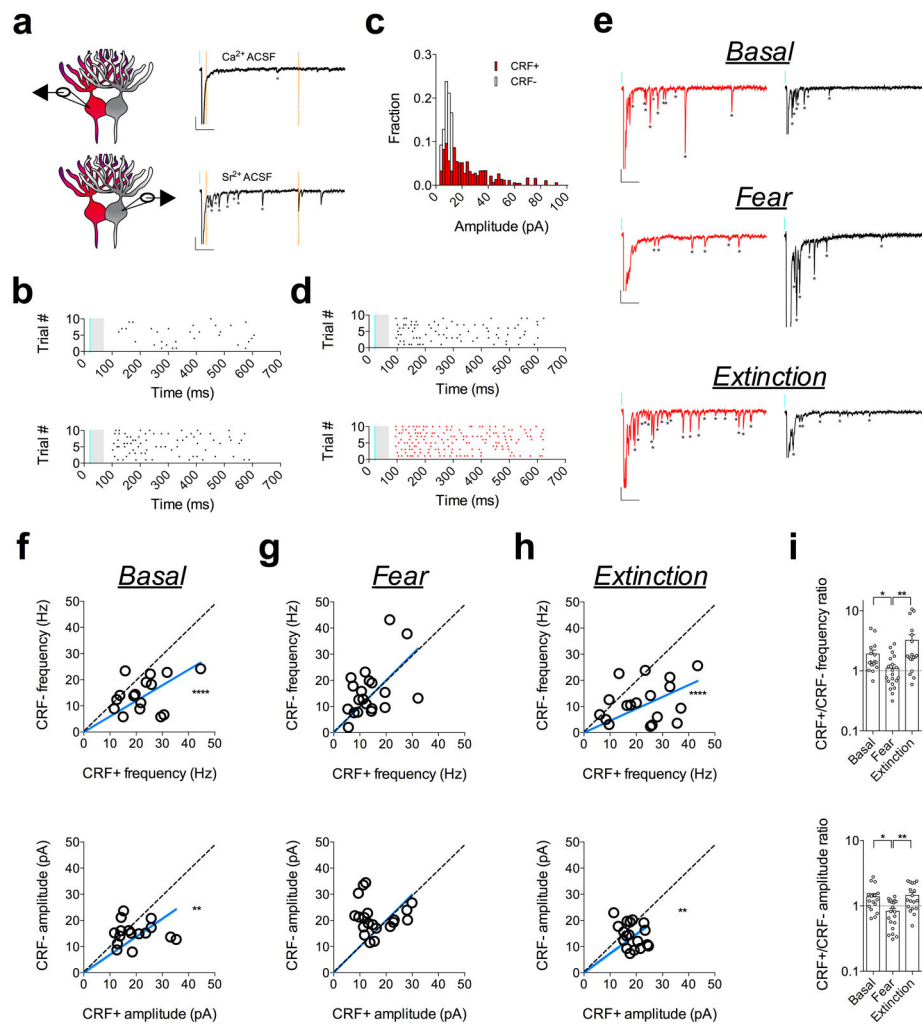 a
Ca2+ ACSF
*
Sr2+ ACSF
* * * * * * *
b
Trial #
10
5
0
0 100 200 300 400 500 600 700
Time (ms)
Trial #
10
5
0
0 100 200 300 400 500 600 700
Time (ms)
c
Fraction
0.3
0.2
0.1
0.0
CRF+
CRF-
0 20 40 60 80 100
Amplitude (pA)
d
Trial #
10
5
0
0 100 200 300 400 500 600 700
Time (ms)
Trial #
10
5
0
0 100 200 300 400 500 600 700
Time (ms)
e
Basal
Fear
Extinction
f
Basal
CRF- frequency (Hz)
50
40
30
20
10
0
****
0 10 20 30 40 50
CRF+ frequency (Hz)
CRF- amplitude (pA)
50
40
30
20
10
0
**
0 10 20 30 40 50
CRF+ amplitude (pA)
g
Fear
CRF- frequency (Hz)
50
40
30
20
10
0
0 10 20 30 40 50
CRF+ frequency (Hz)
CRF- amplitude (pA)
50
40
30
20
10
0
0 10 20 30 40 50
CRF+ amplitude (pA)
h
Extinction
CRF- frequency (Hz)
50
40
30
20
10
0
****
0 10 20 30 40 50
CRF+ frequency (Hz)
CRF- amplitude (pA)
50
40
30
20
10
0
**
0 10 20 30 40 50
CRF+ amplitude (pA)
i
CRF+/CRF- frequency ratio
* **
10
1
0.1
Basal
Fear
Extinction
CRF+/CRF- amplitude ratio
* **
10
1
0.1
Basal
Fear
Extinction